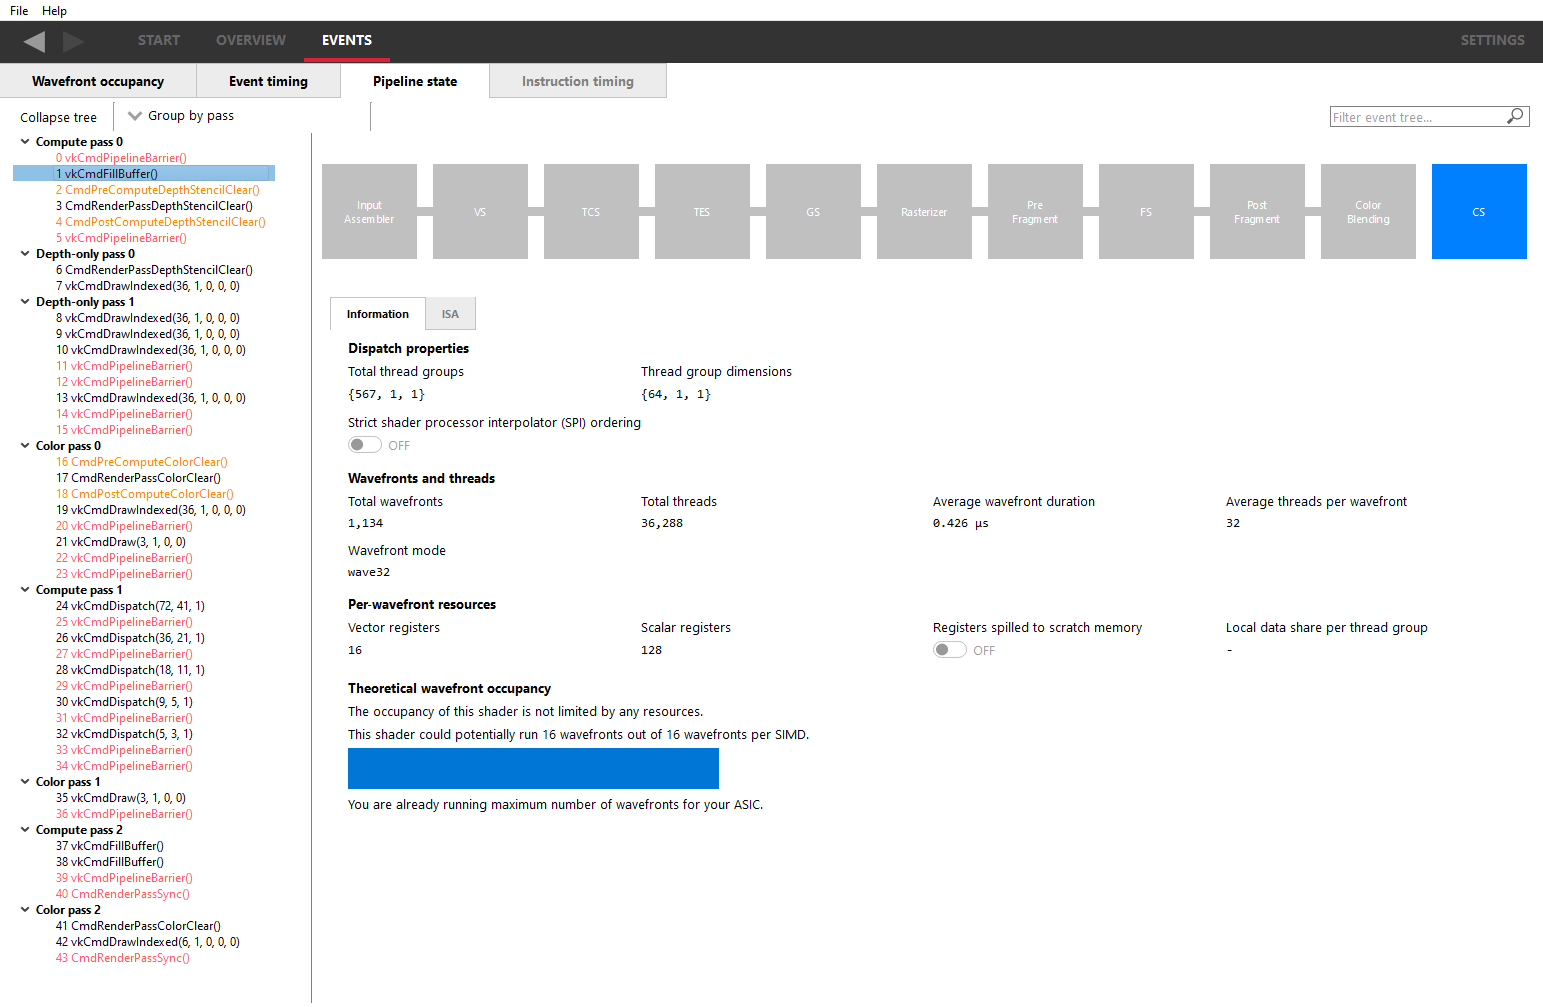 File Help
START OVERVIEW EVENTS SETTINGS
Wavefront occupancy Event timing Pipeline state Instruction timing
Collapse tree Group by pass Filter event tree...
Compute pass 0
0 vkCmdPipelineBarrier()
1 vkCmdFillBuffer()
2 CmdPreComputeDepthStencilClear()
3 CmdRenderPassDepthStencilClear()
4 CmdPostComputeDepthStencilClear()
5 vkCmdPipelineBarrier()
Depth-only pass 0
6 CmdRenderPassDepthStencilClear()
7 vkCmdDrawIndexed(36, 1, 0, 0, 0)
Depth-only pass 1
8 vkCmdDrawIndexed(36, 1, 0, 0, 0)
9 vkCmdDrawIndexed(36, 1, 0, 0, 0)
10 vkCmdDrawIndexed(36, 1, 0, 0, 0)
11 vkCmdPipelineBarrier()
12 vkCmdPipelineBarrier()
13 vkCmdDrawIndexed(36, 1, 0, 0, 0)
14 vkCmdPipelineBarrier()
15 vkCmdPipelineBarrier()
Color pass 0
16 CmdPreComputeColorClear()
17 CmdRenderPassColorClear()
18 CmdPostComputeColorClear()
19 vkCmdDrawIndexed(36, 1, 0, 0, 0)
20 vkCmdPipelineBarrier()
21 vkCmdDraw(3, 1, 0, 0)
22 vkCmdPipelineBarrier()
23 vkCmdPipelineBarrier()
Compute pass 1
24 vkCmdDispatch(72, 41, 1)
25 vkCmdPipelineBarrier()
26 vkCmdDispatch(36, 21, 1)
27 vkCmdPipelineBarrier()
28 vkCmdDispatch(18, 11, 1)
29 vkCmdPipelineBarrier()
30 vkCmdDispatch(9, 5, 1)
31 vkCmdPipelineBarrier()
32 vkCmdDispatch(5, 3, 1)
33 vkCmdPipelineBarrier()
34 vkCmdPipelineBarrier()
Color pass 1
35 vkCmdDraw(3, 1, 0, 0)
36 vkCmdPipelineBarrier()
Compute pass 2
37 vkCmdFillBuffer()
38 vkCmdFillBuffer()
39 vkCmdPipelineBarrier()
40 CmdRenderPassSync()
Color pass 2
41 CmdRenderPassColorClear()
42 vkCmdDrawIndexed(6, 1, 0, 0, 0)
43 CmdRenderPassSync()
Input
Assembler
VS
TCS
TES
GS
Rasterizer
Pre
Fragment
FS
Post
Fragment
Color
Blending
CS
Information ISA
Dispatch properties
Total thread groups Thread group dimensions
{567, 1, 1} {64, 1, 1}
Strict shader processor interpolator (SPI) ordering
OFF
Wavefronts and threads
Total wavefronts Total threads Average wavefront duration Average threads per wavefront
1,134 36,288 0.426 μs 32
Wavefront mode
wave32
Per-wavefront resources
Vector registers Scalar registers Registers spilled to scratch memory Local data share per thread group
16 128 OFF -
Theoretical wavefront occupancy
The occupancy of this shader is not limited by any resources.
This shader could potentially run 16 wavefronts out of 16 wavefronts per SIMD.
You are already running maximum number of wavefronts for your ASIC.